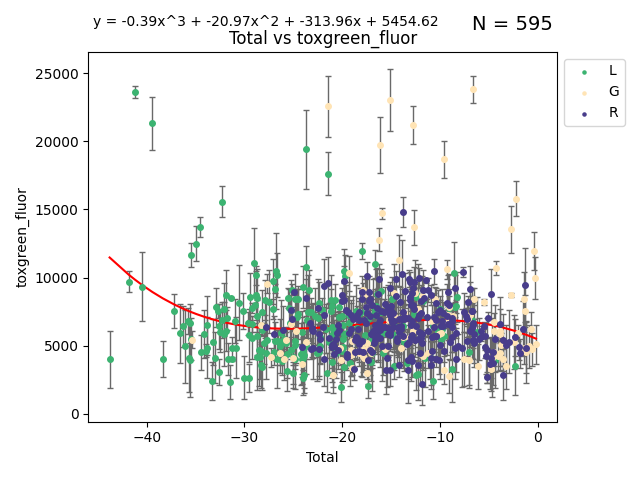 y = -0.39x^3 + -20.97x^2 + -313.96x + 5454.62
N = 595
Total vs toxgreen_fluor
L
G
R
25000
20000
15000
10000
5000
0
toxgreen_fluor
−40
−30
−20
−10
0
Total